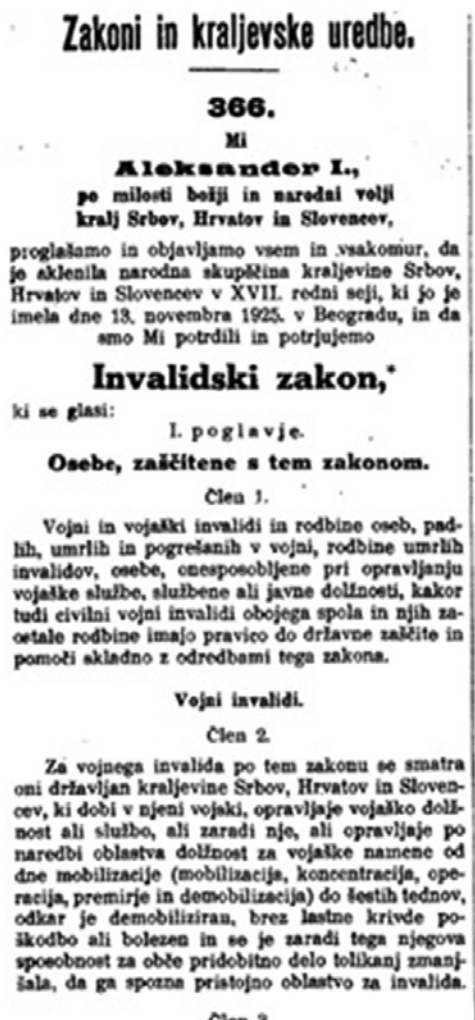 Zakoni in kraljevske uredbe.
366.
Mi
Aleksander I.,
po milosti božji in narodni volji
kralj Srbov, Hrvatov in Slovencev,
proglašamo in objavljamo vsem in vsakomur, da
je sklenila narodna skupščina kraljevine Srbov,
Hrvatov in Slovencev v XVII. redni seji, ki jo je
imela dne 13. novembra 1925. v Beogradu, in da
smo Mi potrdili in potrjujemo
Invalidski zakon,*
ki se glasi:
I. poglavje.
Osebe, zaščitene s tem zakonom.
Člen 1.
Vojni in vojaški invalidi in rodbine oseb, pad-
lih, umrlih in pogrešanih v vojni, rodbine umrlih
invalidov, osebe, onesposobljene pri opravljanju
vojaške službe, službene ali javne dolžnosti, kakor
tudi civilni vojni invalidi obojega spola in njih za-
ostale rodbine imajo pravico do državne zaščite in
pomoči skladno z odredbami tega zakona.
Vojni invalidi.
Člen 2.
Za vojnega invalida po tem zakonu se smatra
oni državljan kraljevine Srbov, Hrvatov in Sloven-
cev, ki dobi v njeni vojski, opravljaje vojaško dolž-
nost ali službo, ali zaradi nje, ali opravljaje po
naredbi oblastva dolžnost za vojaške namene od
dne mobilizacije (mobilizacija, koncentracija, ope-
racija, premirje in demobilizacija) do šestih tednov,
odkar je demobiliziran, brez lastne krivde po-
škodbo ali bolezen in se je zaradi tega njegova
sposobnost za obče pridobitno delo tolikanj zmanj-
šala, da ga spozna pristojno oblastvo za invalida.
Člen 3.